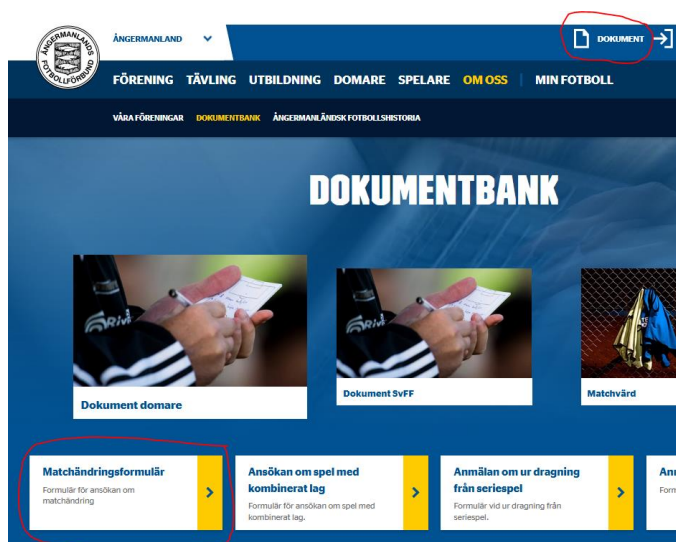 ÅNGERMANLANDS
FOTBOLLFÖRBUND
ÅNGERMANLAND
DOKUMENT
FÖRENING TÄVLING UTBILDNING DOMARE SPELARE OM OSS MIN FOTBOLL
VÅRA FÖRENINGAR DOKUMENTBANK ÅNGERMANLÄNDSK FOTBOLLSHISTORIA
DOKUMENTBANK
Dokument domare
Dokument SvFF
Matchvärd
Matchändringsformulär
Formulär för ansökan om
matchändring
Ansökan om spel med
kombinerat lag
Formulär för ansökan om spel med
kombinerat lag.
Anmälan om ur dragning
från seriespel
Formulär vid ur dragning från
seriespel.
Ann
Form